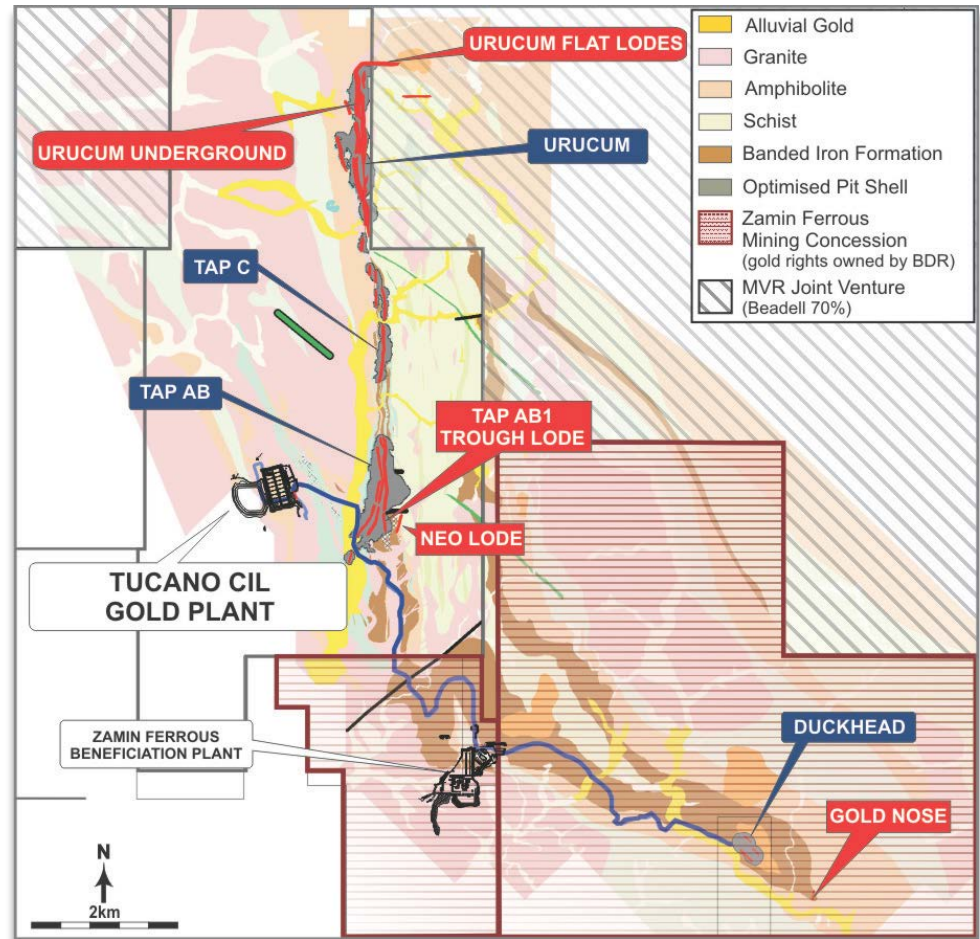 URUCUM FLAT LODES
URUCUM UNDERGROUND
URUCUM
TAP C
TAP AB
TAP AB1
TROUGH LODE
NEO LODE
TUCANO CIL
GOLD PLANT
ZAMIN FERROUS
BENEFICIATION PLANT
DUCKHEAD
GOLD NOSE
N
2km
Alluvial Gold
Granite
Amphibolite
Schist
Banded Iron Formation
Optimised Pit Shell
Zamin Ferrous
Mining Concession
(gold rights owned by BDR)
MVR Joint Venture
(Beadell 70%)